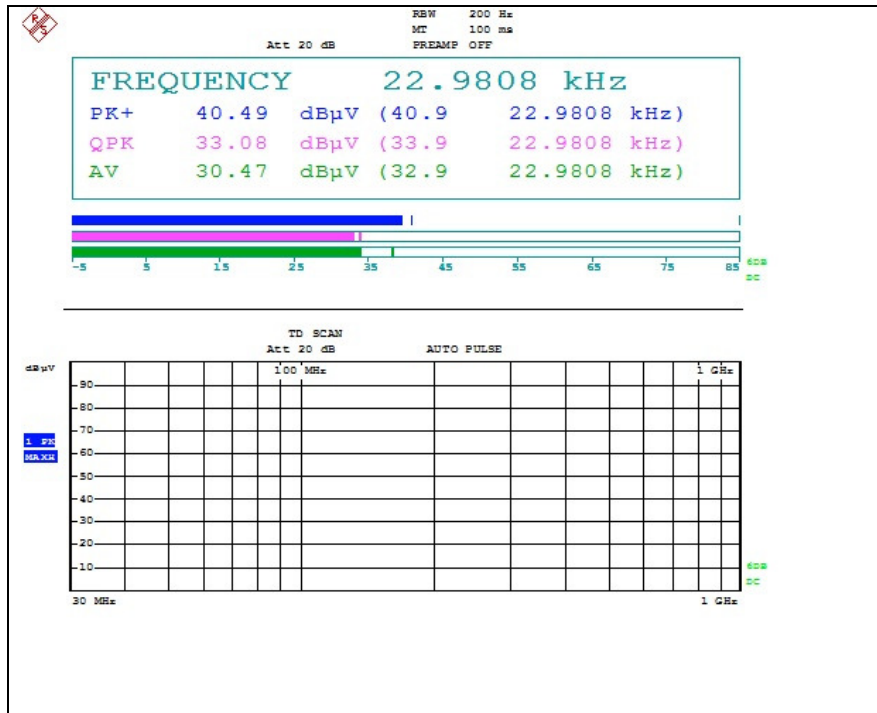 R S
RBW 200 Hz
MT 100 ms
Att 20 dB PREAMP OFF
FREQUENCY 22.9808 kHz
PK+ 40.49 dBµV (40.9 22.9808 kHz)
QPK 33.08 dBµV (33.9 22.9808 kHz)
AV 30.47 dBµV (32.9 22.9808 kHz)
-5 5 15 25 35 45 55 65 75 85
6DB
DC
TD SCAN
Att 20 dB AUTO PULSE
dBµV
100 MHz 1 GHz
90
80
70
1 PK
MAXH
60
50
40
30
20
10
6DB
DC
30 MHz 1 GHz